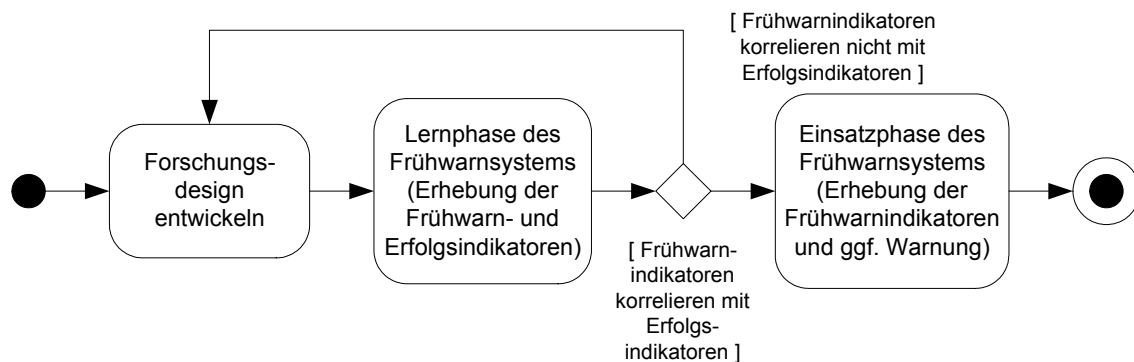 [ Frühwarnindikatoren
korrelieren nicht mit
Erfolgsindikatoren ]
Forschungs-
design
entwickeln
Lernphase des
Frühwarnsystems
(Erhebung der
Frühwarn- und
Erfolgsindikatoren)
[ Frühwarn-
indikatoren
korrelieren mit
Erfolgs-
indikatoren ]
Einsatzphase des
Frühwarnsystems
(Erhebung der
Frühwarnindikatoren
und ggf. Warnung)